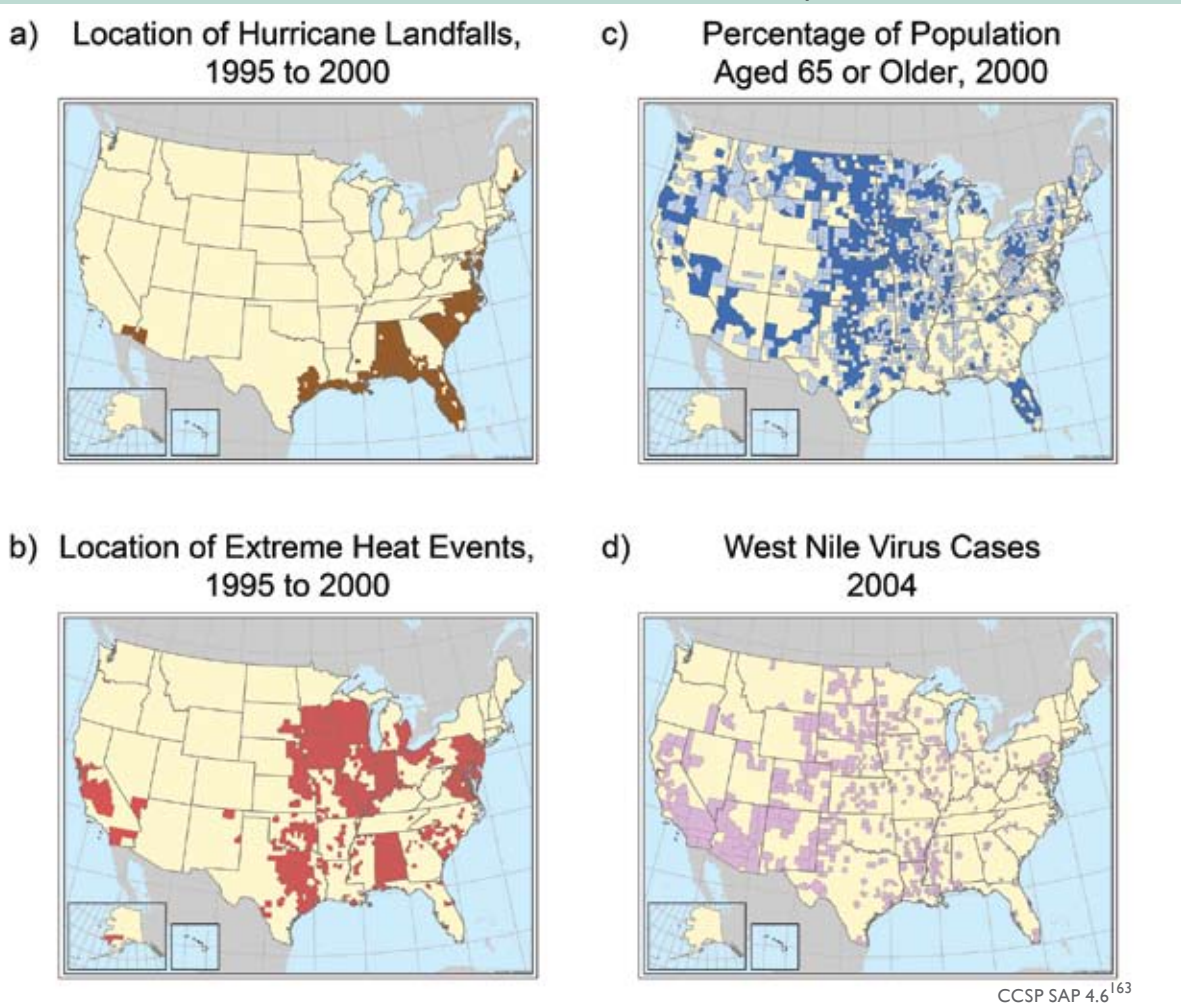 a) Location of Hurricane Landfalls,
1995 to 2000
c) Percentage of Population
Aged 65 or Older, 2000
b) Location of Extreme Heat Events,
1995 to 2000
d) West Nile Virus Cases
2004
CCSP SAP 4.6163